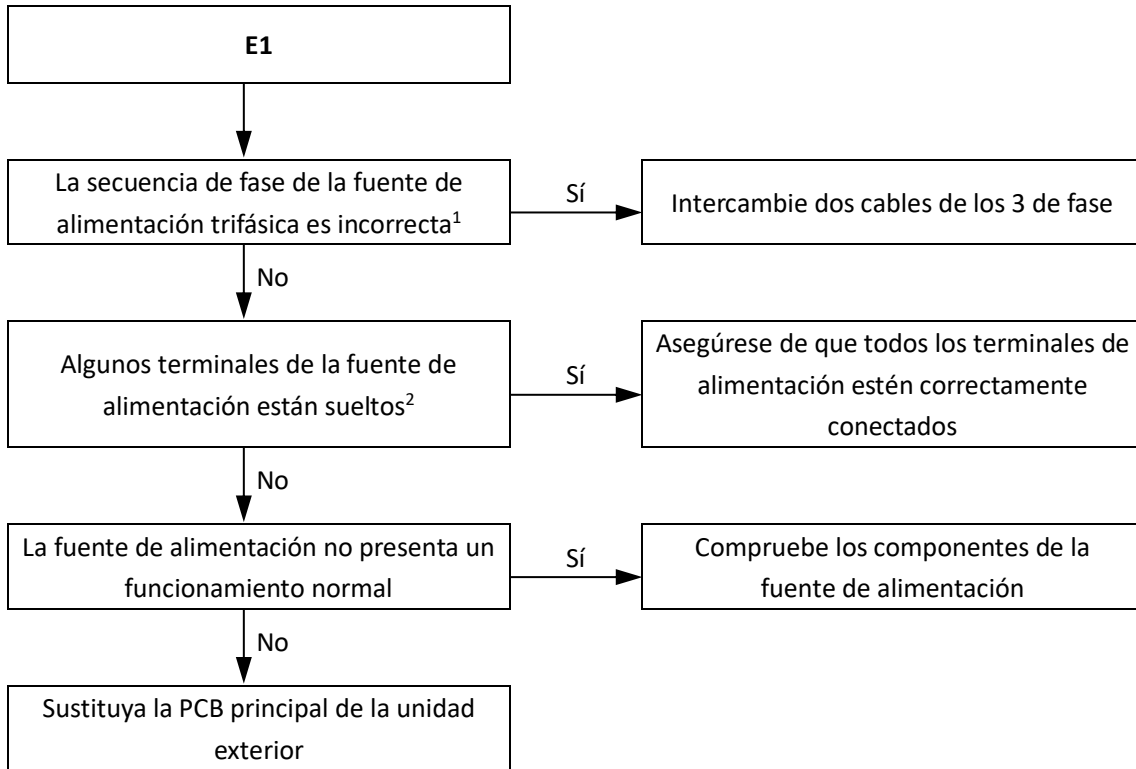 E1
La secuencia de fase de la fuente de
alimentación trifásica es incorrecta¹
Sí
Intercambie dos cables de los 3 de fase
No
Algunos terminales de la fuente de
alimentación están sueltos²
Sí
Asegúrese de que todos los terminales de
alimentación estén correctamente
conectados
No
La fuente de alimentación no presenta un
funcionamiento normal
Sí
Compruebe los componentes de la
fuente de alimentación
No
Sustituya la PCB principal de la unidad
exterior